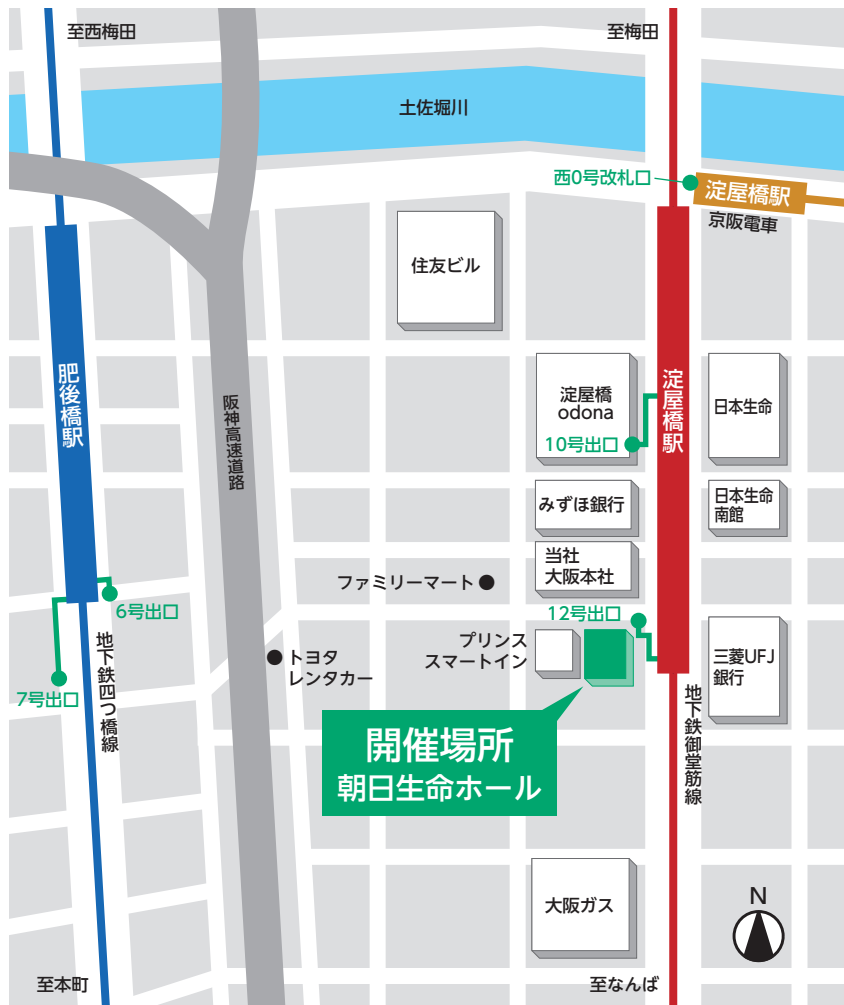 至西梅田
至梅田
土佐堀川
西0号改札口
淀屋橋駅
京阪電車
住友ビル
肥後橋駅
阪神高速道路
淀屋橋
odona
10号出口
淀屋橋駅
日本生命
みずほ銀行
日本生命
南館
当社
大阪本社
ファミリーマート
6号出口
12号出口
プリンス
スマートイン
トヨタ
レンタカー
三菱UFJ
銀行
7号出口
地下鉄四つ橋線
地下鉄御堂筋線
開催場所
朝日生命ホール
大阪ガス
N
至本町
至なんば